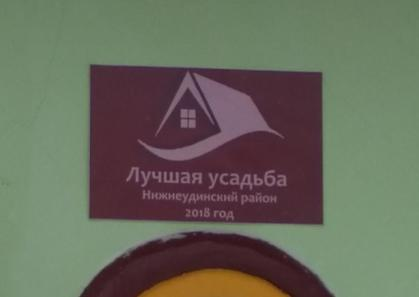 Лучшая усадьба
Нижнеудинский район
2018 год